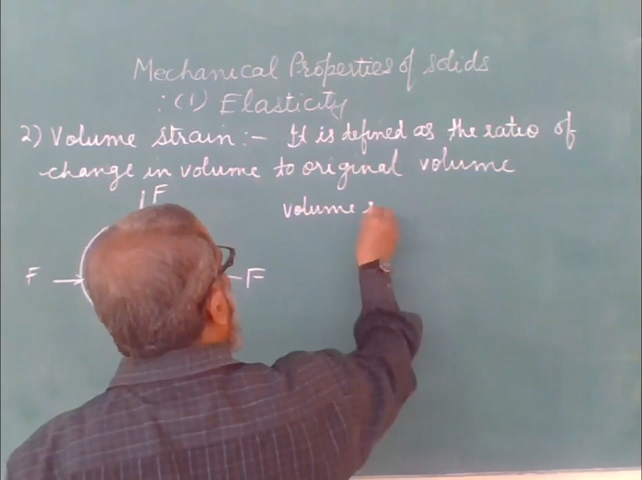 Mechanical Properties of solids
:(1) Elasticity
2) Volume strain :- It is defined as the ratio of
change in volume to original volume
F
volume s
F
F